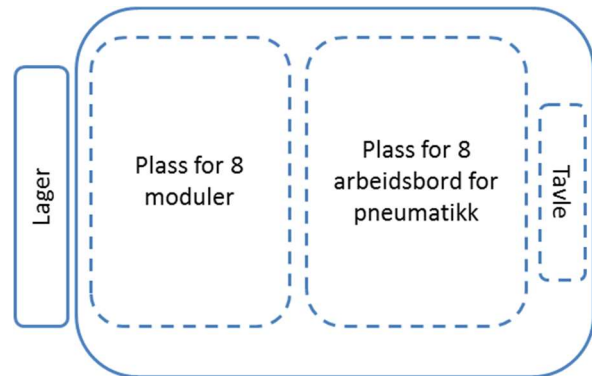 Lager
Plass for 8
moduler
Plass for 8
arbeidsbord for
pneumatikk
Tavle